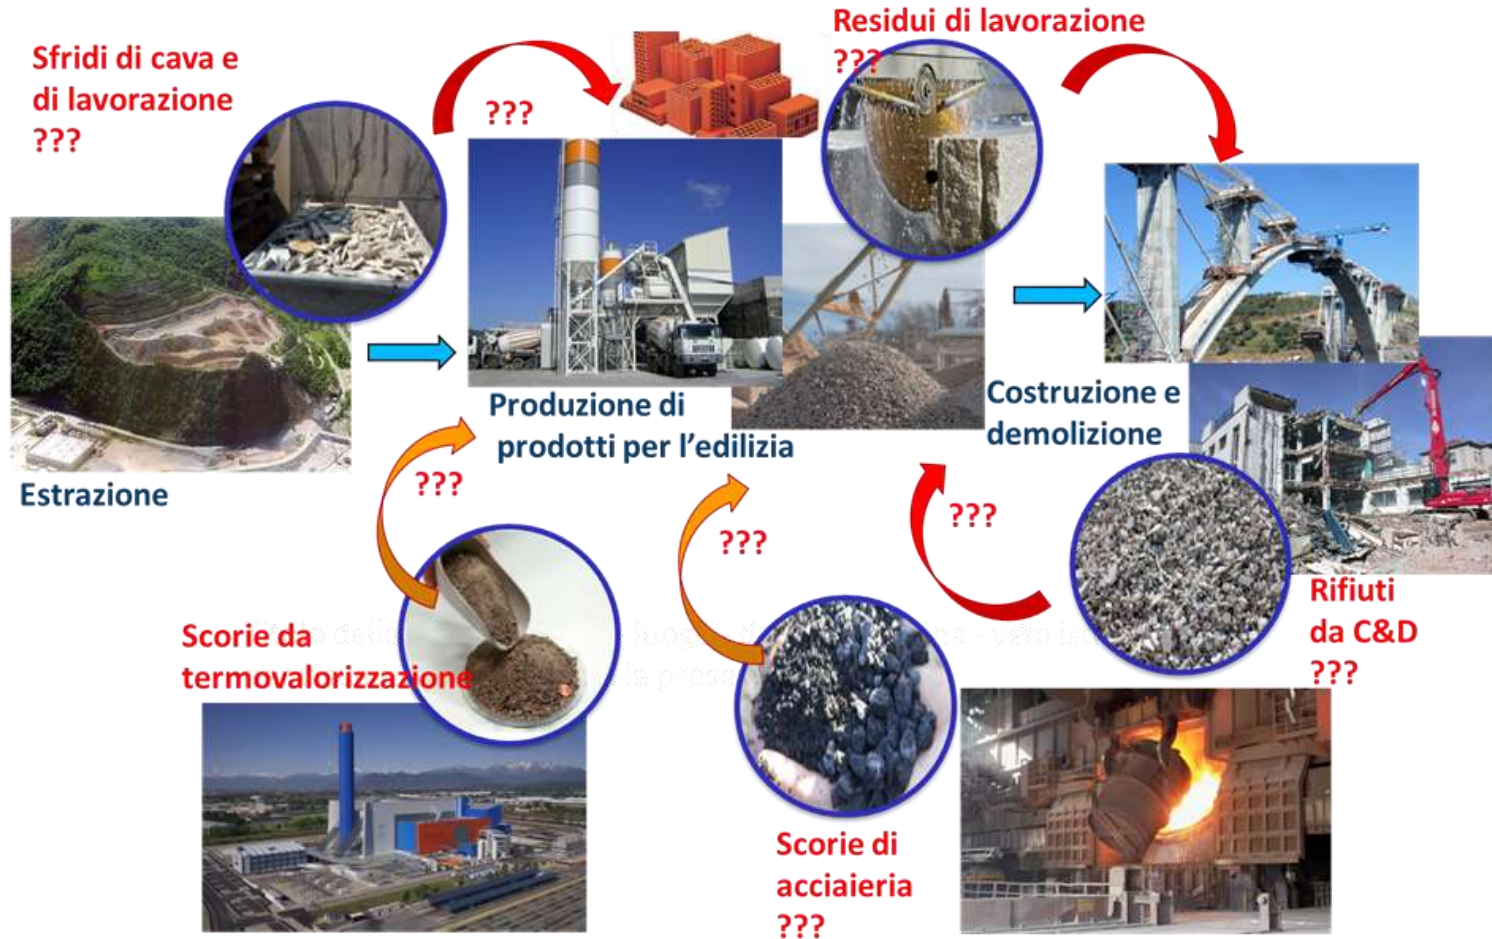 Sfridi di cava e
di lavorazione
???
???
Residui di lavorazione
???
Estrazione
Produzione di
prodotti per l'edilizia
Costruzione e
demolizione
???
???
???
Rifiuti
da C&D
???
Scorie da
termovalorizzazione
Scorie di
acciaieria
???